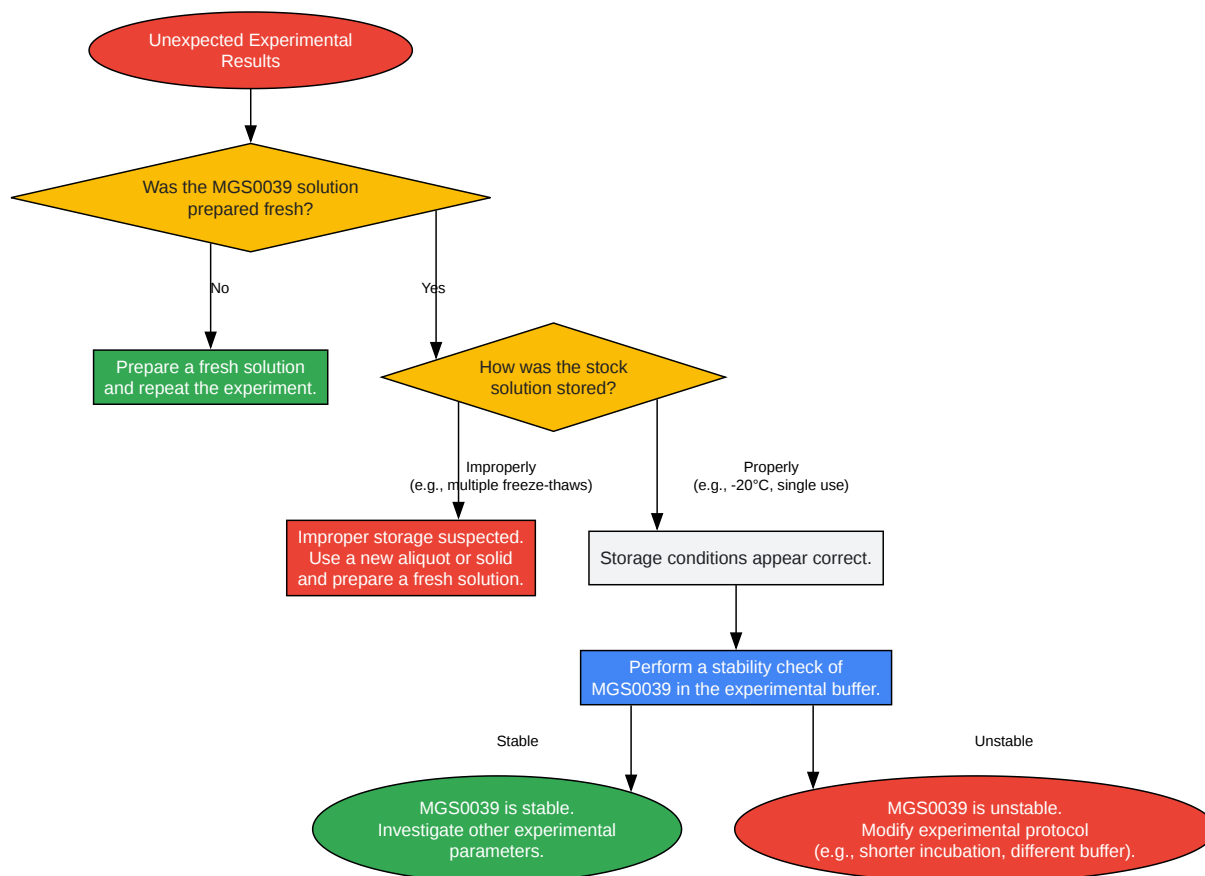 Unexpected Experimental
Results
Was the MGS0039 solution
prepared fresh?
No
Yes
Prepare a fresh solution
and repeat the experiment.
How was the stock
solution stored?
Improperly
(e.g., multiple freeze-thaws)
Properly
(e.g., -20°C, single use)
Improper storage suspected.
Use a new aliquot or solid
and prepare a fresh solution.
Storage conditions appear correct.
Perform a stability check of
MGS0039 in the experimental buffer.
Stable
Unstable
MGS0039 is stable.
Investigate other experimental
parameters.
MGS0039 is unstable.
Modify experimental protocol
(e.g., shorter incubation, different buffer).